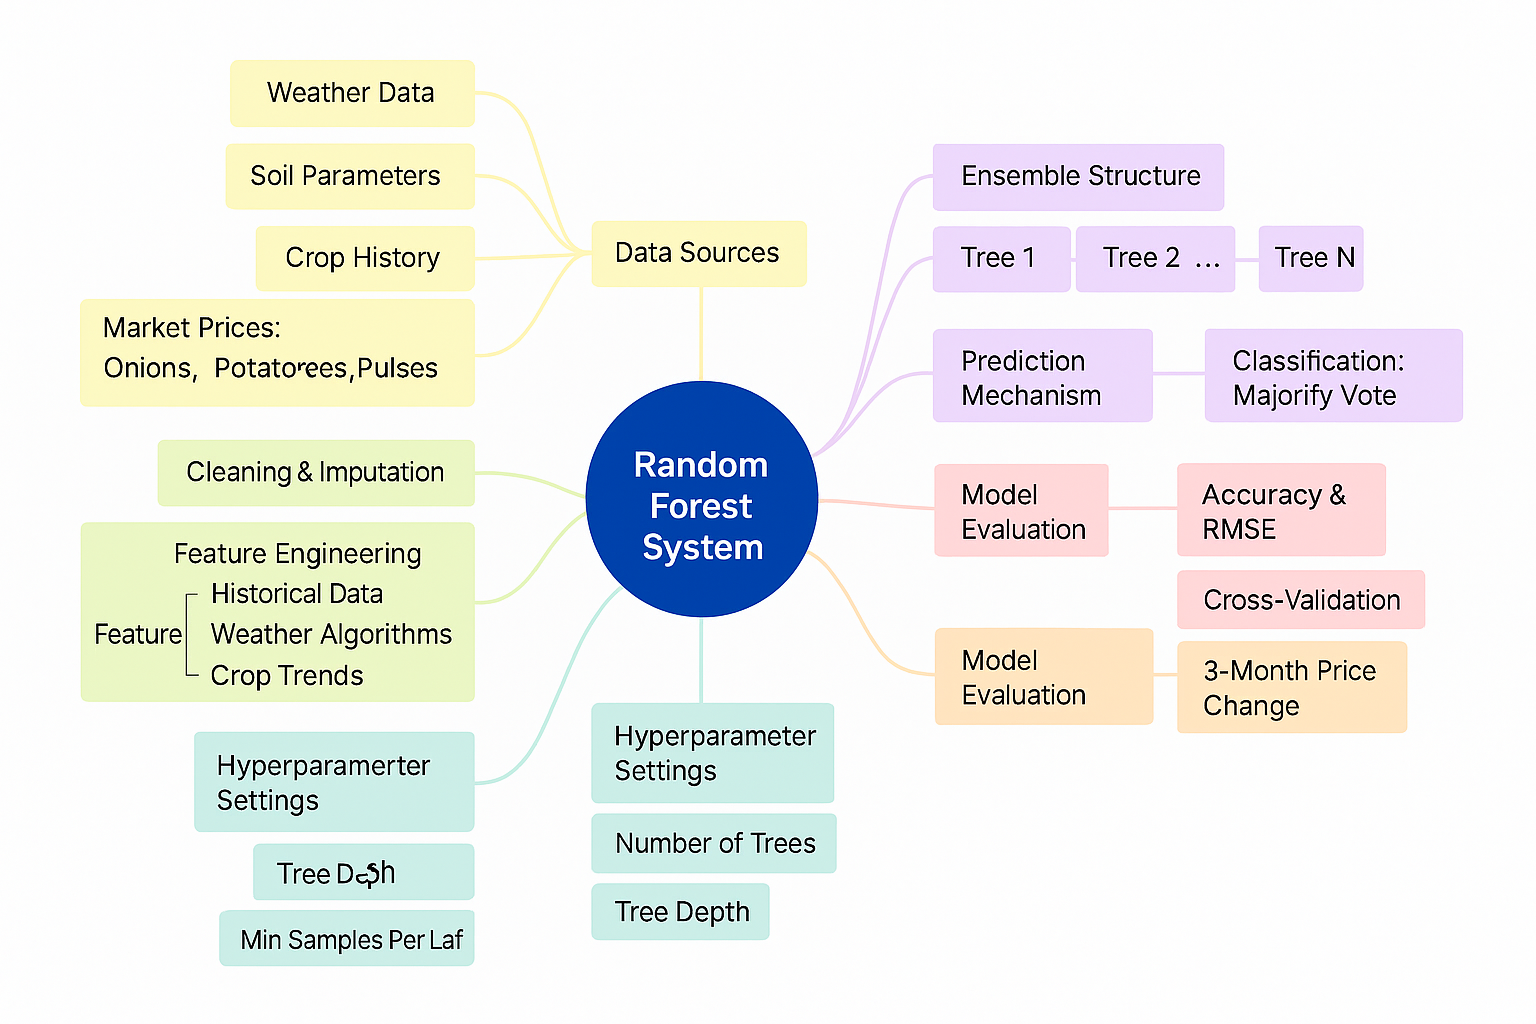 Weather Data
Soil Parameters
Crop History
Market Prices:
Onions, Potatorees,Pulses
Data Sources
Cleaning & Imputation
Feature Engineering
Historical Data
Feature
Weather Algorithms
Crop Trends
Hyperparamerter
Settings
Tree
Min Samples Per Laf
Random
Forest
System
Hyperparameter
Settings
Number of Trees
Tree Depth
Ensemble Structure
Tree 1
Tree 2 ...
Tree N
Prediction
Mechanism
Classification:
Majorify Vote
Model
Evaluation
Accuracy &
RMSE
Cross-Validation
Model
Evaluation
3-Month Price
Change